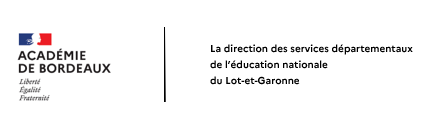 ACADÉMIE
DE BORDEAUX
Liberté
Égalité
Fraternité
La direction des services départementaux
de l'éducation nationale
du Lot-et-Garonne